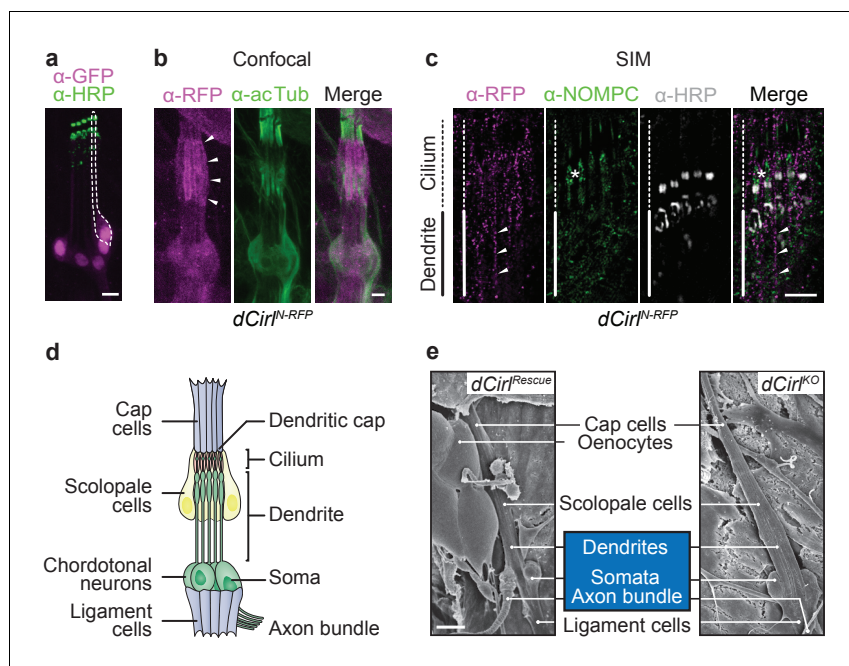 a
α-GFP
α-HRP
b
Confocal
α-RFP
α-acTub
Merge
dCirl^N-RFP
c
SIM
α-RFP
α-NOMPC
α-HRP
Merge
Cilium
Dendrite
*
*
dCirl^N-RFP
d
Cap
cells
Scolopale
cells
Chordotonal
neurons
Ligament
cells
Dendritic cap
Cilium
Dendrite
Soma
Axon bundle
e
dCirl^Rescue
dCirl^KO
Cap cells
Oenocytes
Scolopale cells
Dendrites
Somata
Axon bundle
Ligament cells